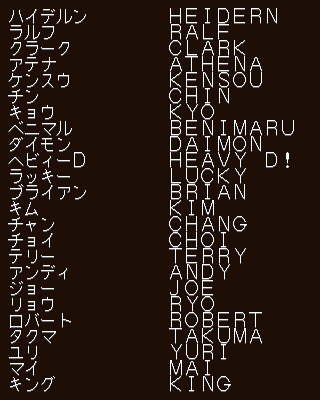 ハイデルン HEIDERN
ラルフ RALF
クラーク CLARK
アテナ ATHENA
ケンスウ KENSOU
チン CHIN
キョウ KYO
ベニマル BENIMARU
ダイモン DAIMON
ヘビィーD HEAVY D!
ラッキー LUCKY
ブライアン BRIAN
キム KIM
チャン CHANG
チョイ CHOI
テリー TERRY
アンディ ANDY
ジョー JOE
リョウ RYO
ロバート ROBERT
タクマ TAKUMA
ユリ YURI
マイ MAI
キング KING